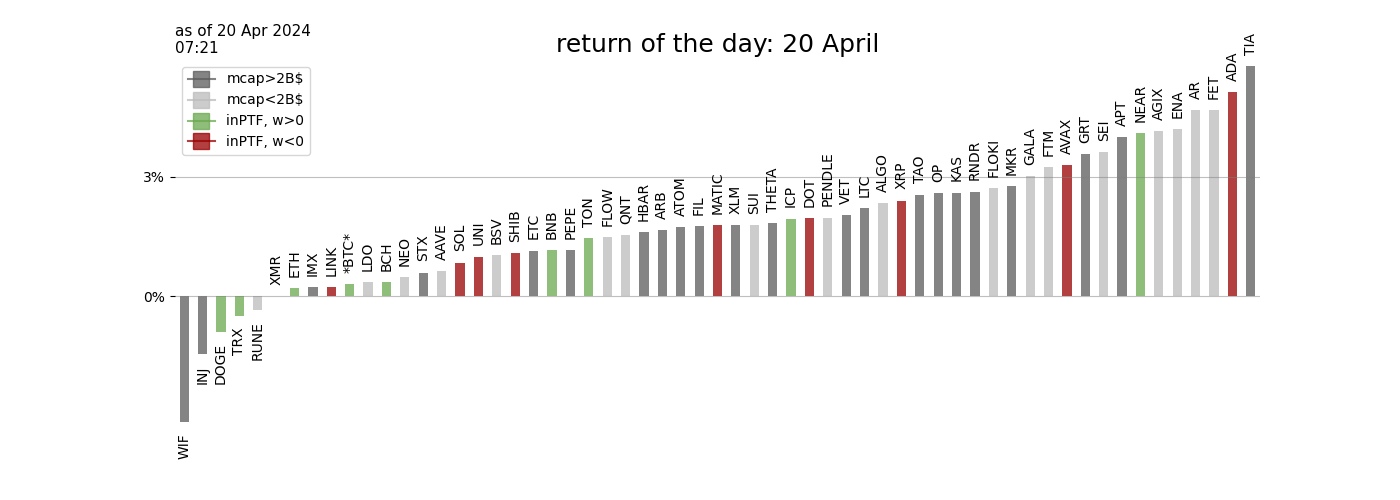 as of 20 Apr 2024
07:21
return of the day: 20 April
mcap>2B$
mcap<2B$
inPTF, w>0
inPTF, w<0
3%
0%
WIF
INJ
DOGE
TRX
RUNE
XMR
ETH
IMX
LINK
*BTC*
LDO
BCH
NEO
STX
AAVE
SOL
UNI
BSV
SHIB
ETC
BNB
PEPE
TON
FLOW
QNT
HBAR
ARB
ATOM
FIL
MATIC
XLM
SUI
THETA
ICP
DOT
PENDLE
VET
LTC
ALGO
XRP
TAO
OP
KAS
RNDR
FLOKI
MKR
GALA
FTM
AVAX
GRT
SEI
APT
NEAR
AGIX
ENA
AR
FET
ADA
TIA